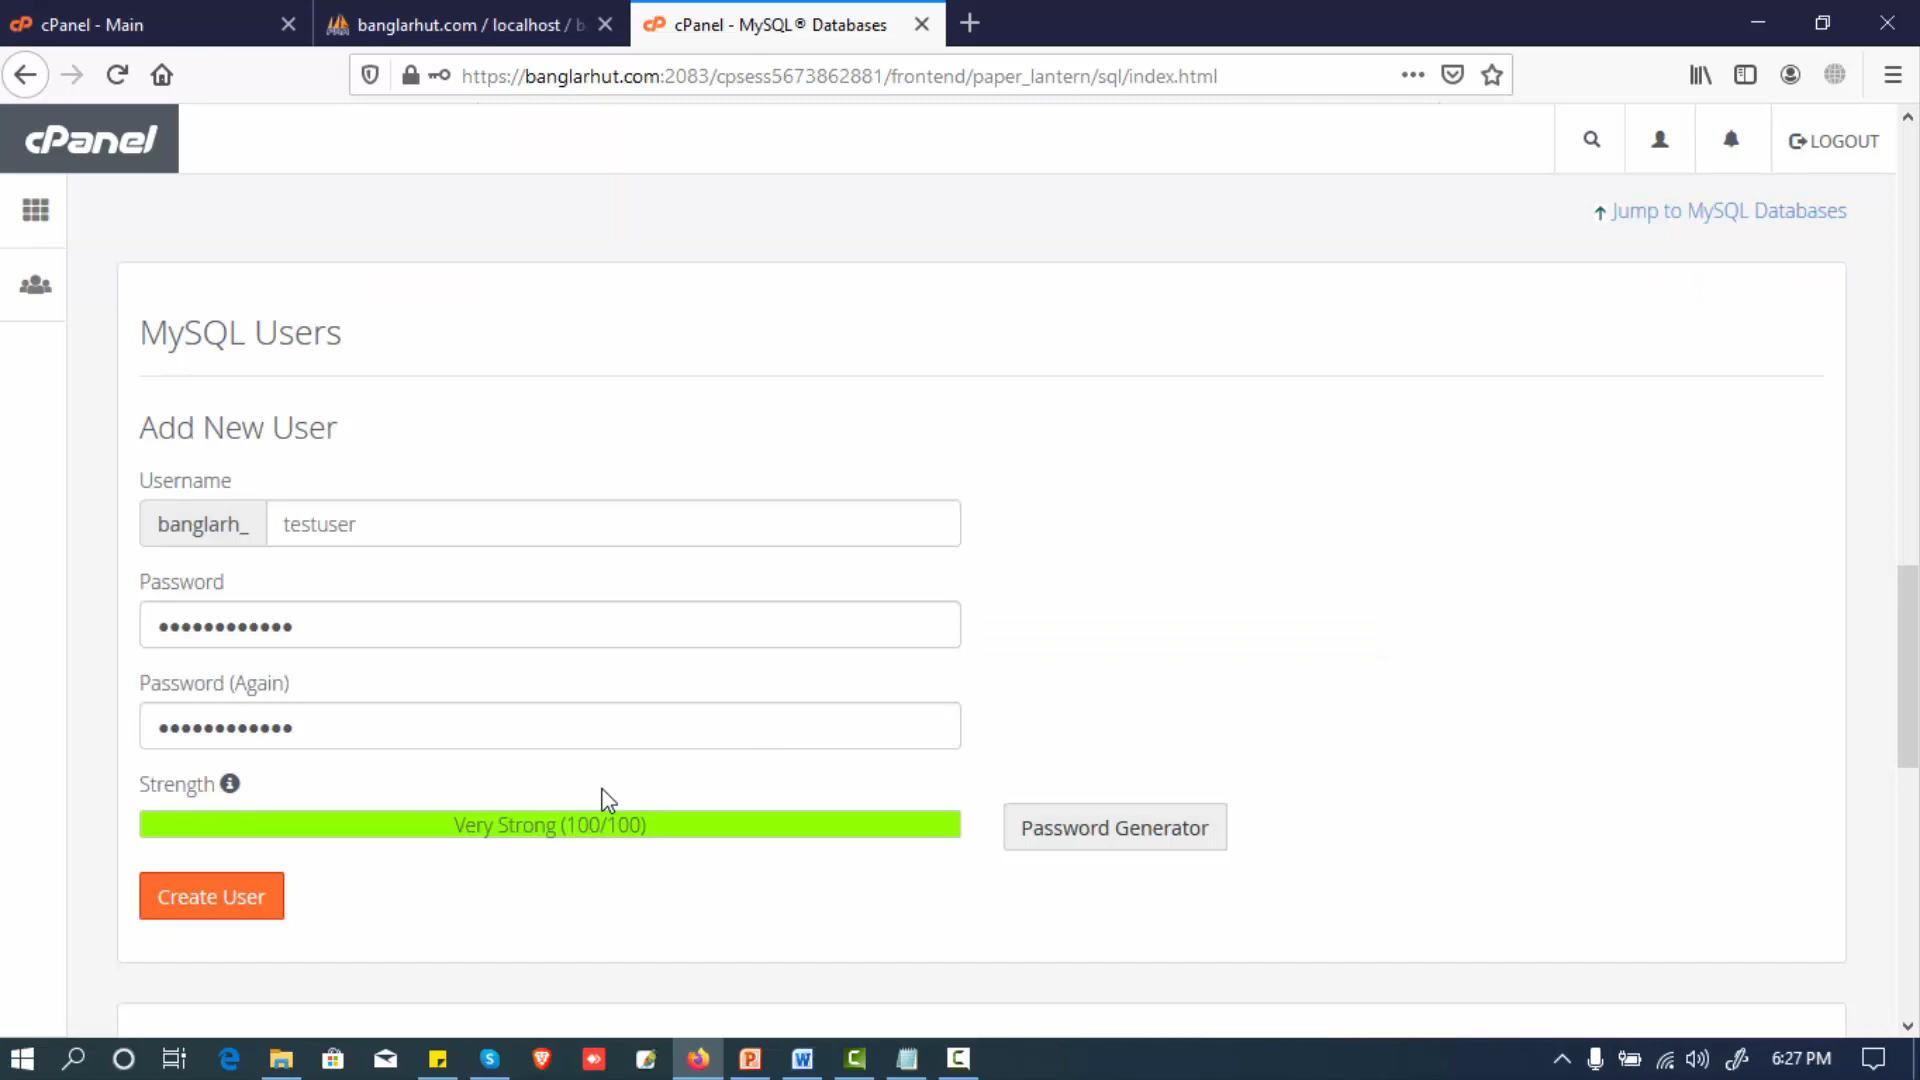 cPanel - Main
banglarhut.com / localhost / b
cPanel - MySQL® Databases
https://banglarhut.com:2083/cpsess5673862881/frontend/paper_lantern/sql/index.html
cPanel
LOGOUT
Jump to MySQL Databases
MySQL Users
Add New User
Username
banglarh_ testuser
Password
••••••••••••
Password (Again)
••••••••••••
Strength
Very Strong (100/100)
Password Generator
Create User
6:27 PM